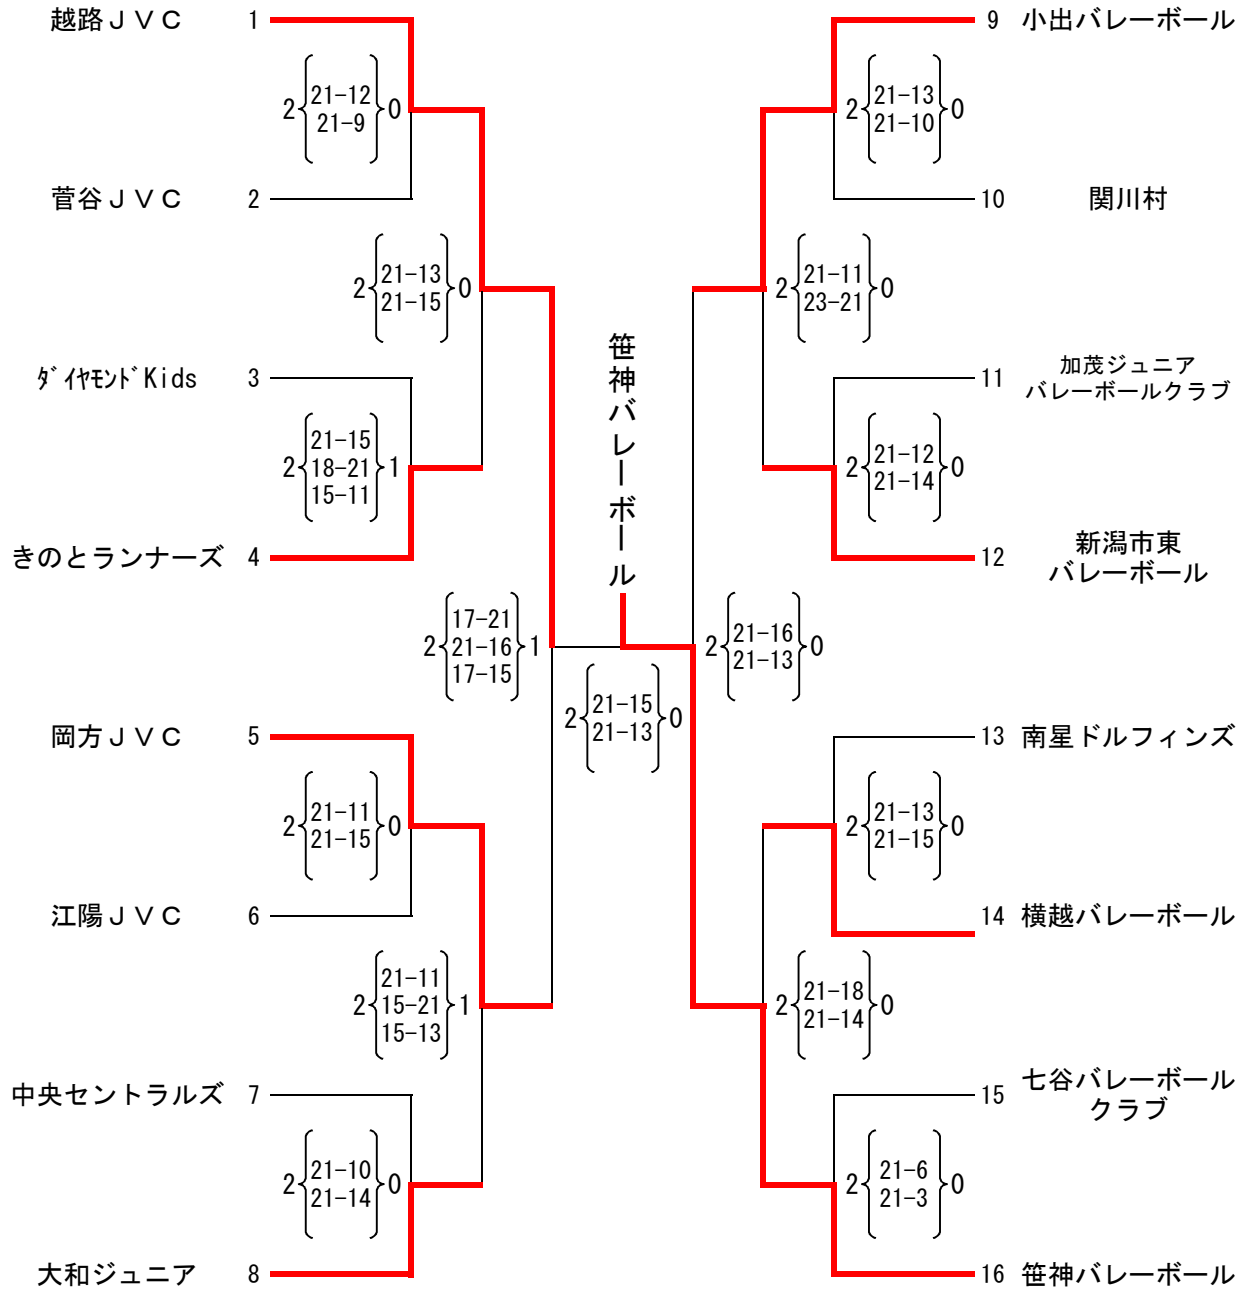 越路ＪＶＣ 1
2 21-12 0
21-9
菅谷ＪＶＣ 2
2 21-13 0
21-15
ﾀﾞｲﾔﾓﾝﾄﾞKids 3
21-15
2 18-21 1
15-11
きのとランナーズ 4
17-21
2 21-16 1
17-15
岡方ＪＶＣ 5
2 21-11 0
21-15
江陽ＪＶＣ 6
21-11
2 15-21 1
15-13
中央セントラルズ 7
2 21-10 0
21-14
大和ジュニア 8
笹神バレーボール
2 21-15 0
21-13
9 小出バレーボール
2 21-13 0
21-10
10 関川村
2 21-11 0
23-21
11 加茂ジュニア
バレーボールクラブ
2 21-12 0
21-14
12 新潟市東
バレーボール
2 21-16 0
21-13
13 南星ドルフィンズ
2 21-13 0
21-15
14 横越バレーボール
2 21-18 0
21-14
15 七谷バレーボール
クラブ
2 21-6 0
21-3
16 笹神バレーボール